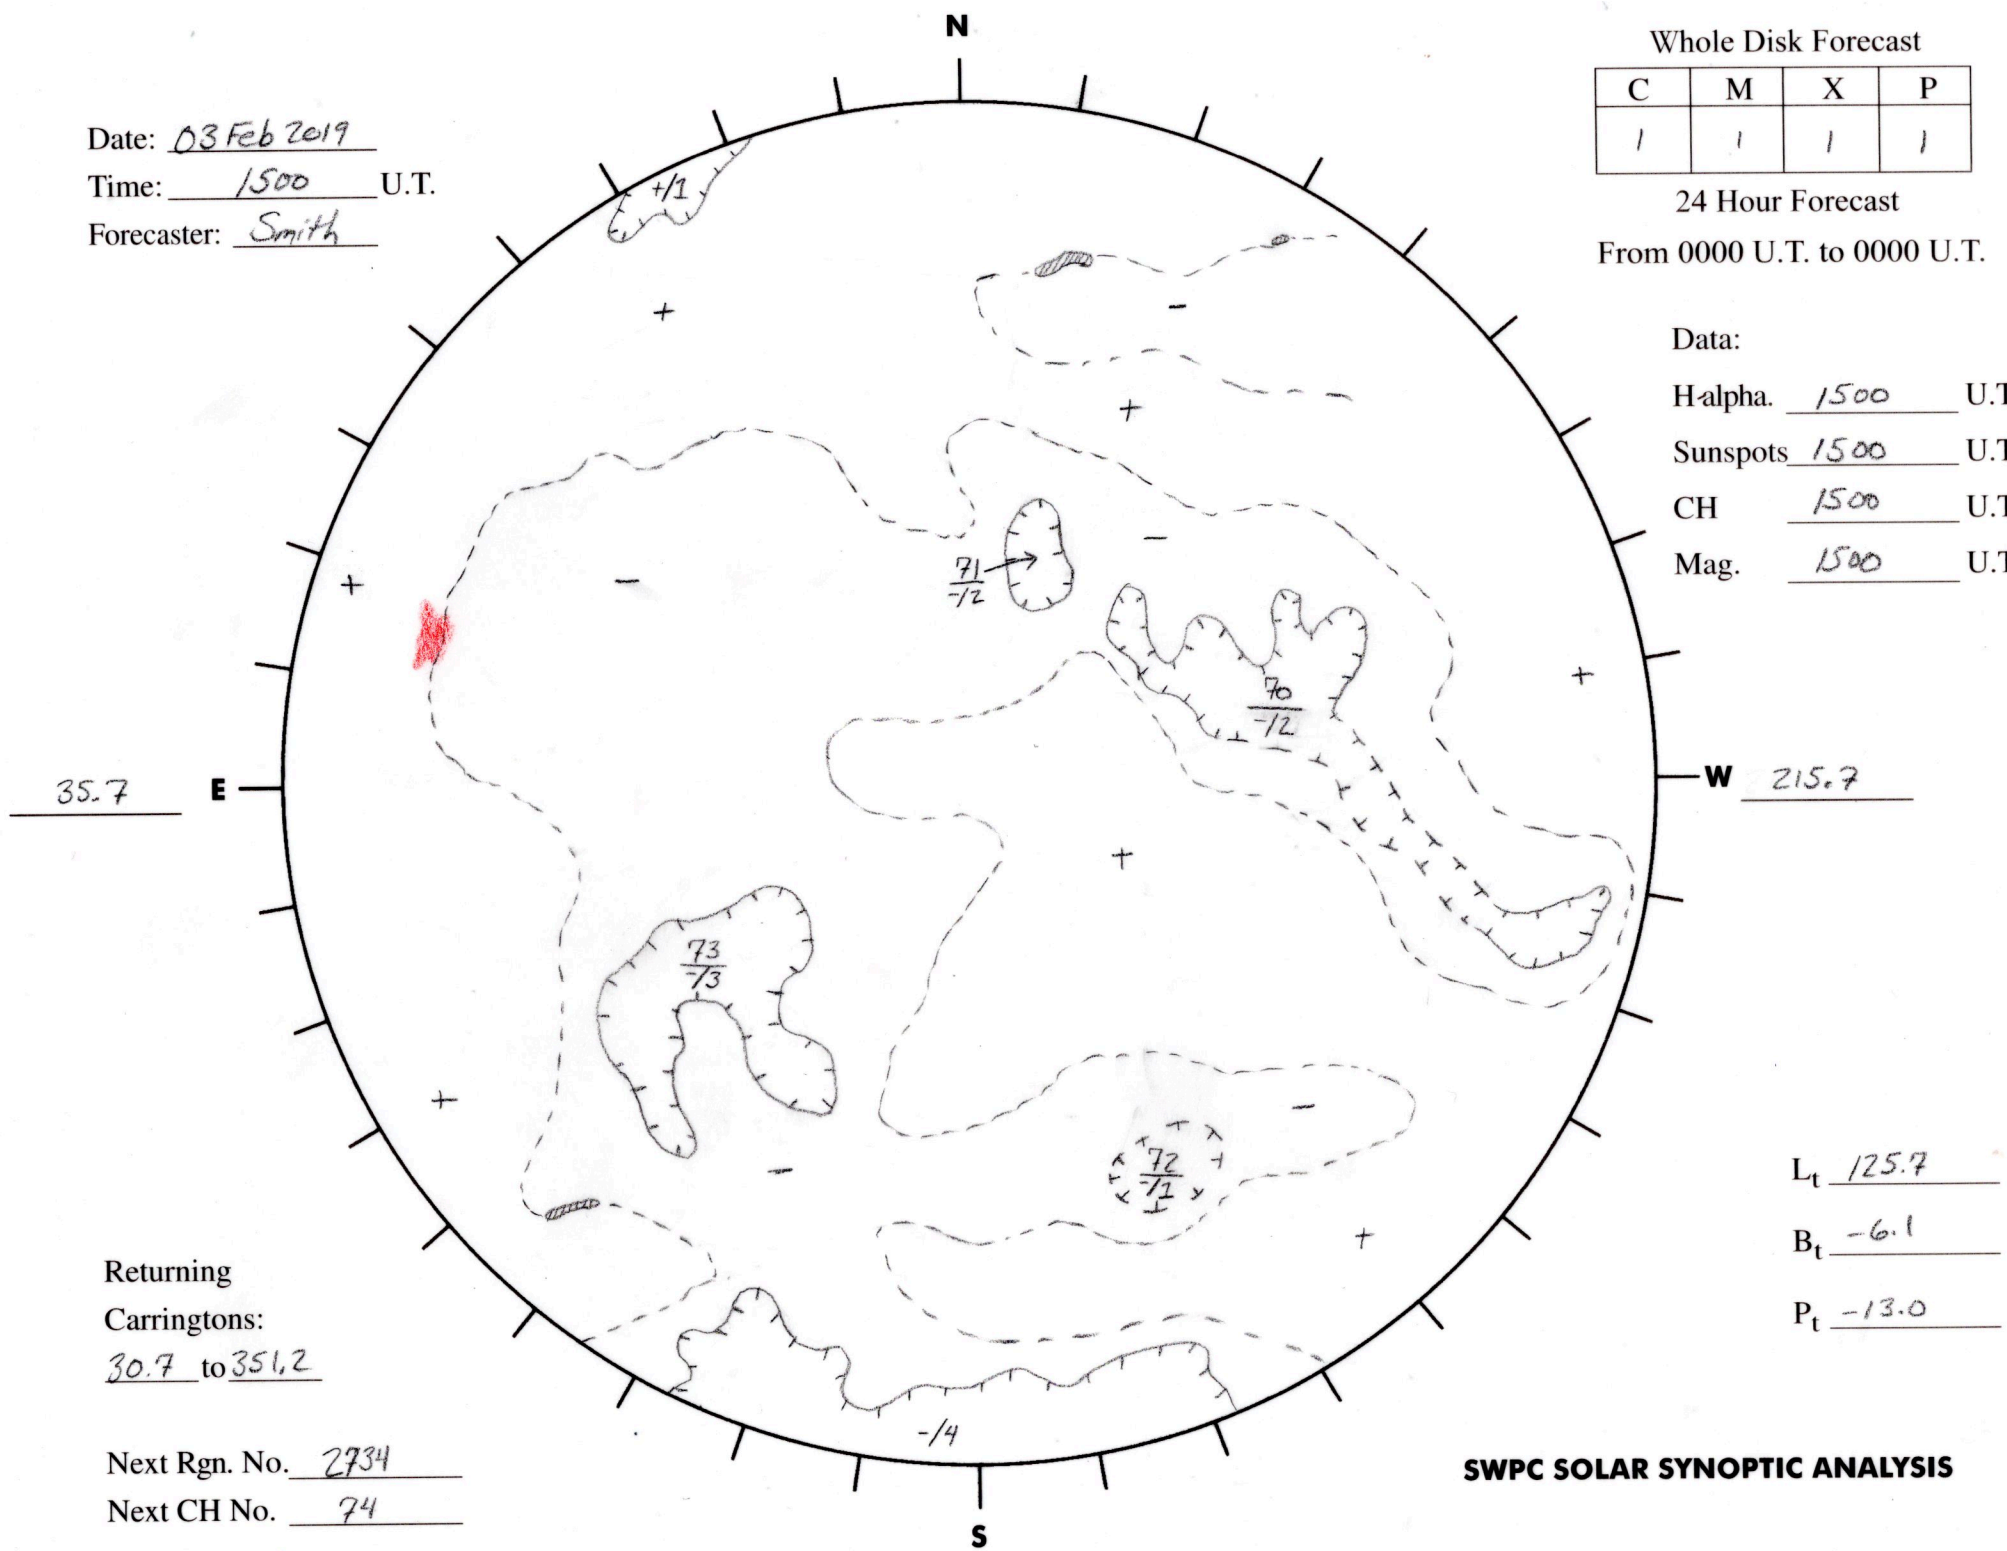 N
Whole Disk Forecast
C M X P
1 1 1 1
24 Hour Forecast
From 0000 U.T. to 0000 U.T.
Date: 03 Feb 2019
Time: 1500 U.T.
Forecaster: Smith
+/1
+
-
+
Data:
H-alpha. 1500 U.T
Sunspots 1500 U.T
CH 1500 U.T
Mag. 1500 U.T
+
-
71
-/2
-
70
-/2
+
35.7 E
W 215.7
+
73
-/3
+
-
-
72
-/1
+
Lt 125.7
Bt -6.1
Pt -13.0
Returning
Carringtons:
30.7 to 351.2
-/4
Next Rgn. No. 2734
Next CH No. 74
SWPC SOLAR SYNOPTIC ANALYSIS
S